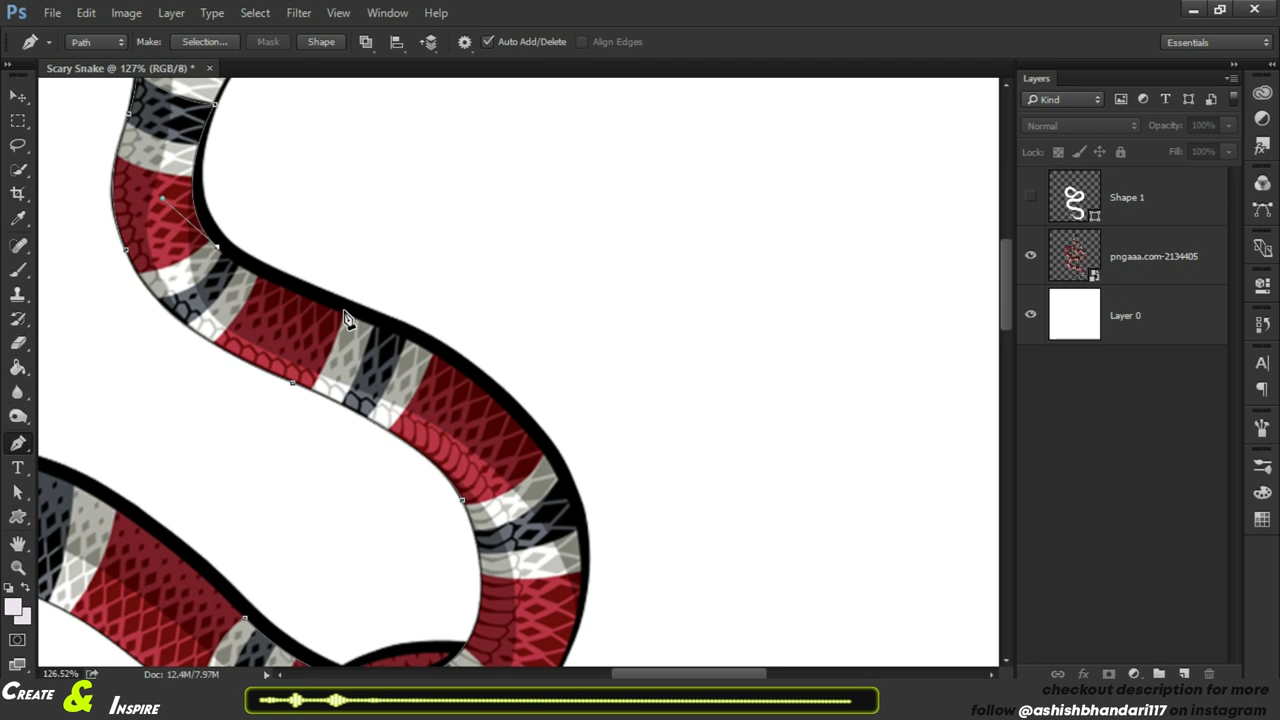 Ps File Edit Image Layer Type Select Filter View Window Help
Path Make: Selection... Mask Shape Auto Add/Delete Align Edges Essentials
Scary Snake @ 127% (RGB/8) * ×
Layers
Kind
Normal Opacity: 100%
Lock: Fill: 100%
Shape 1
pngaaa.com-2134405
Layer 0
126.52% Doc: 12.4M/7.97M
Create & Inspire
checkout description for more
follow @ashishbhandari117 on instagram